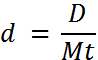 d = D/Mt